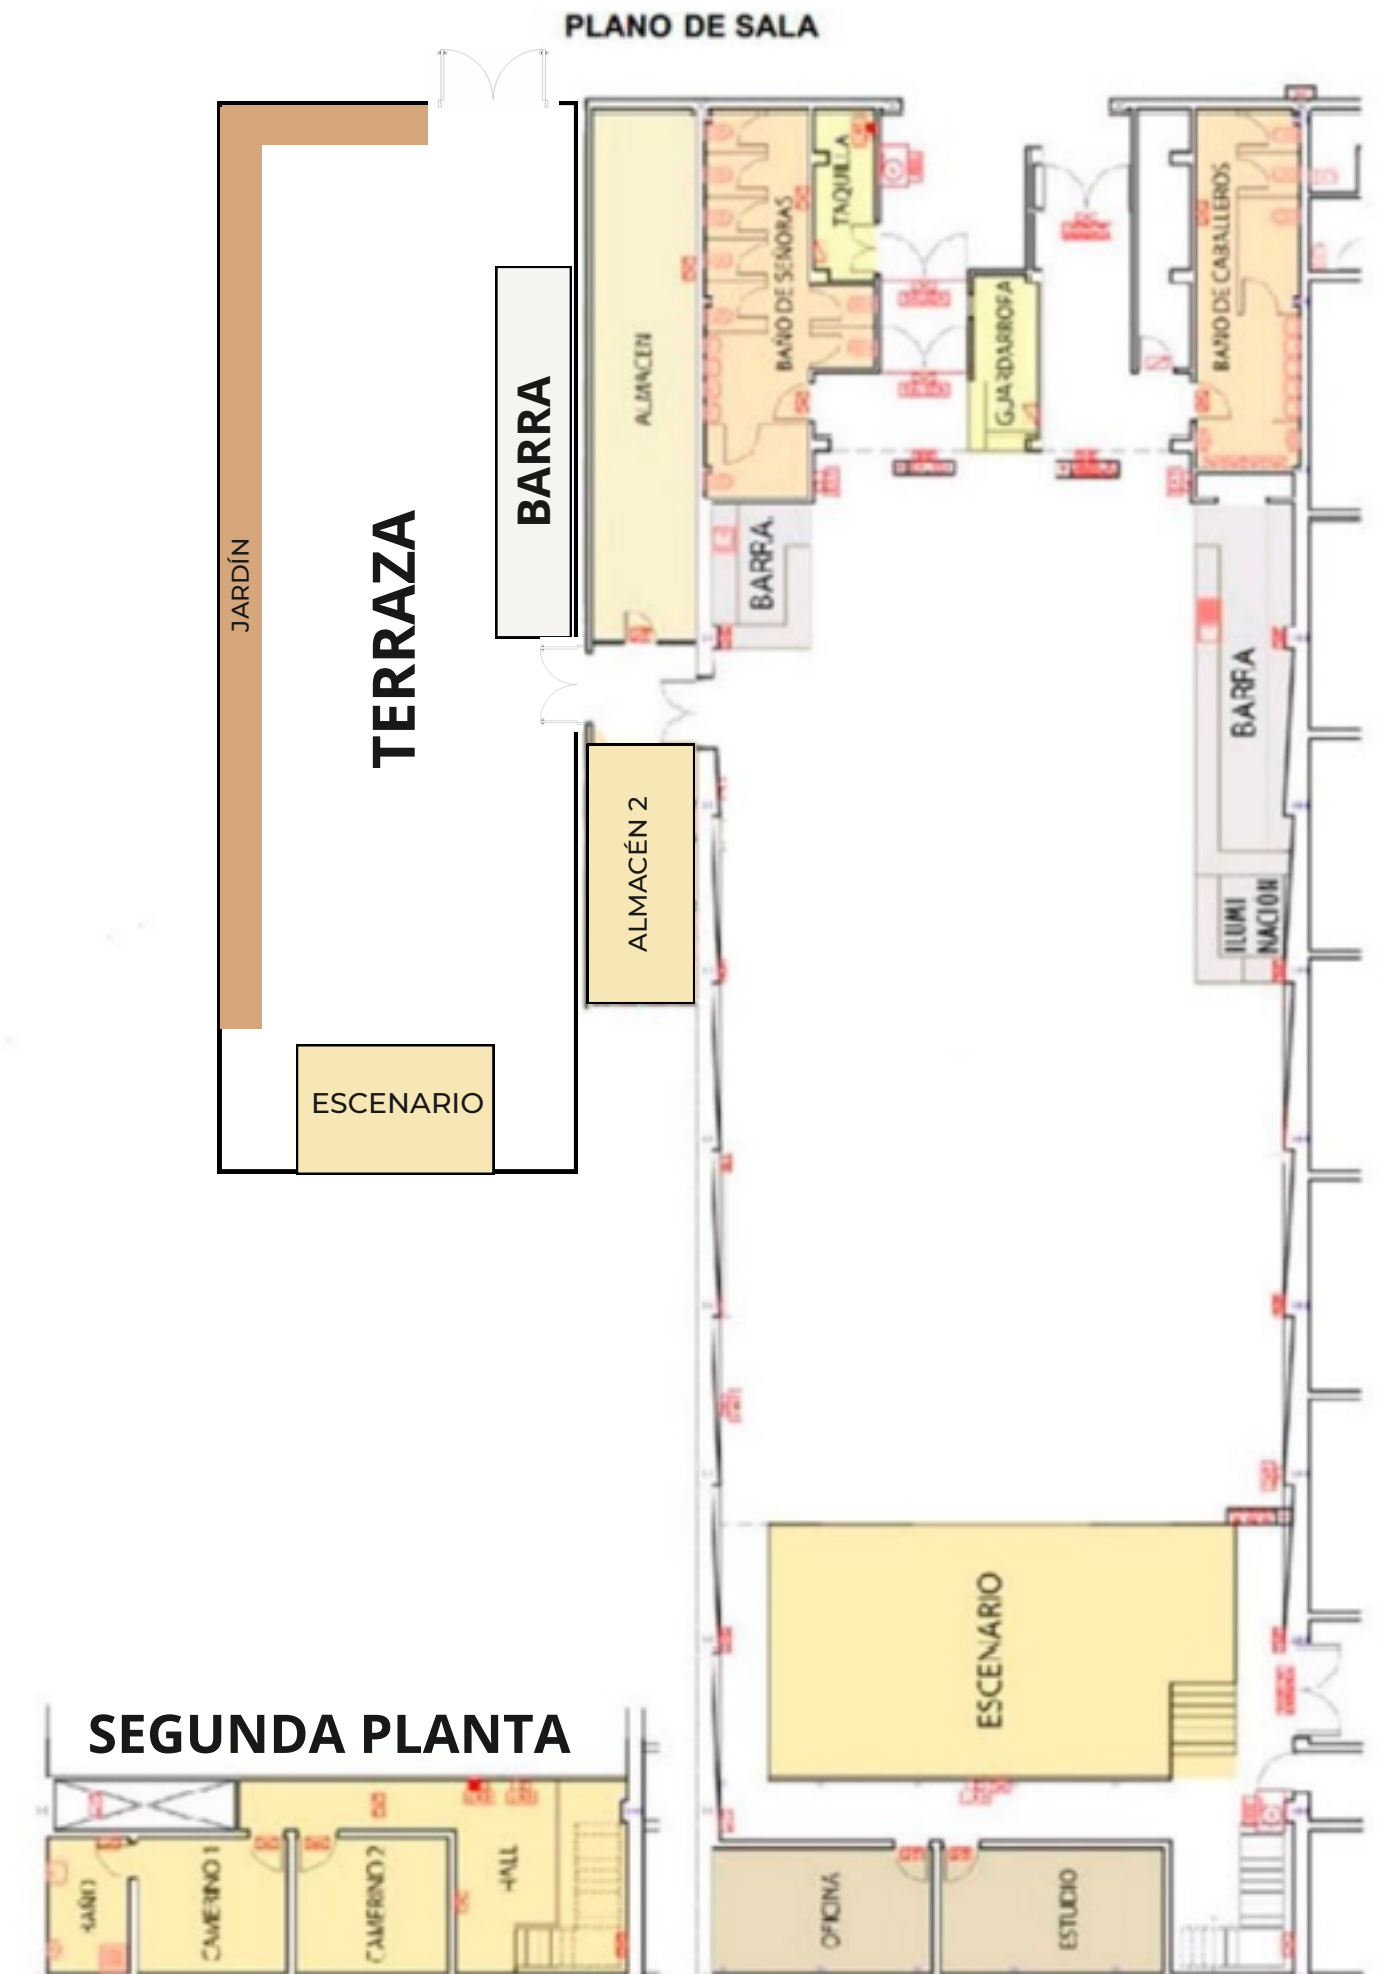 PLANO DE SALA
TAQUILLA
BAÑO DE SEÑORAS
BAÑO DE CABALLEROS
GUARDARROPA
ALMACEN
BARRA
BARRA
JARDÍN
TERRAZA
BARRA
ALMACÉN 2
ILUMI
NACION
ESCENARIO
ESCENARIO
SEGUNDA PLANTA
BAÑO
CAMERINO 1
CAMERINO 2
HALL
OFICINA
ESTUDIO